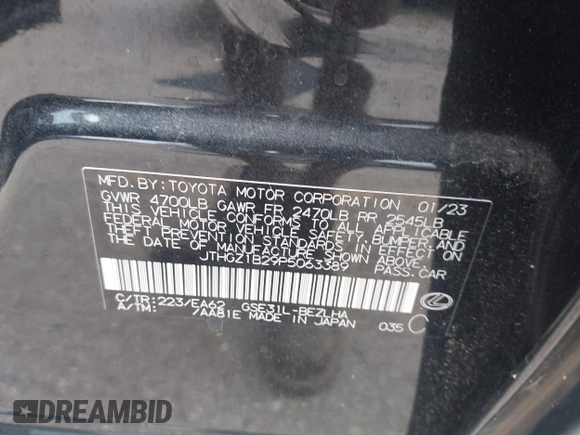 MFD. BY: TOYOTA MOTOR CORPORATION 01/23
GVWR 4700LB GAWR FR 2470LB RR 2545LB
THIS VEHICLE CONFORMS TO ALL APPLICABLE
FEDERAL MOTOR VEHICLE SAFETY, BUMPER, AND
THEFT PREVENTION STANDARDS IN EFFECT ON
THE DATE OF MANUFACTURE SHOWN ABOVE.
JTHGZ1B29P5063389 PASS.CAR
C/TR: 223/EA62 GSE31L-BEZLHA
A/TM: /AA81E MADE IN JAPAN 035 C
DREAMBID